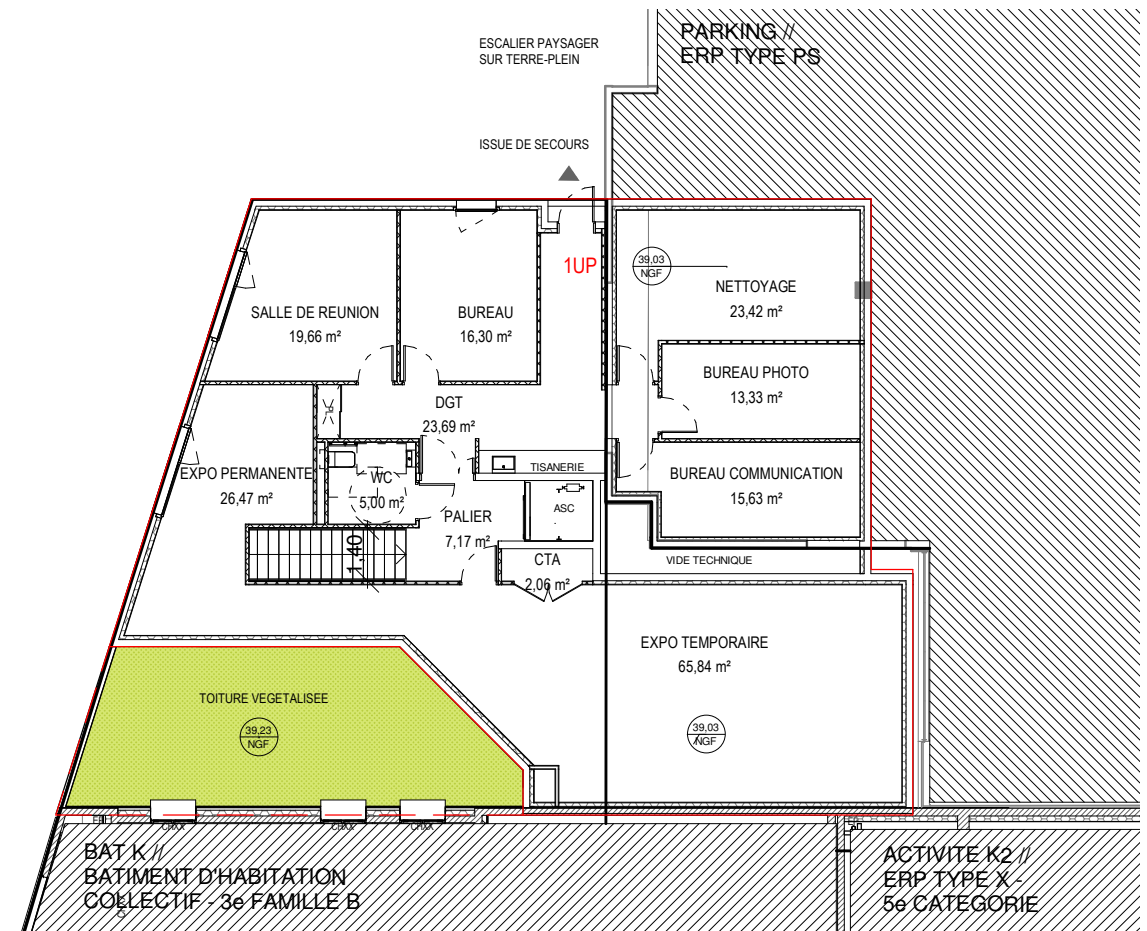 ESCALIER PAYSAGER
SUR TERRE-PLEIN
PARKING //
ERP TYPE PS
ISSUE DE SECOURS
1UP
39,03
NGF
NETTOYAGE
23,42 m²
SALLE DE REUNION
19,66 m²
BUREAU
16,30 m²
BUREAU PHOTO
13,33 m²
DGT
23,69 m²
EXPO PERMANENTE
26,47 m²
WC
5,00 m²
TISANERIE
BUREAU COMMUNICATION
15,63 m²
PALIER
7,17 m²
ASC
1,40
CTA
2,06 m²
VIDE TECHNIQUE
EXPO TEMPORAIRE
65,84 m²
TOITURE VEGETALISEE
39,23
NGF
39,03
NGF
CHXX
CHXX
CHXX
BAT K //
BATIMENT D'HABITATION
COLLECTIF - 3e FAMILLE B
ACTIVITE K2 //
ERP TYPE X -
5e CATEGORIE